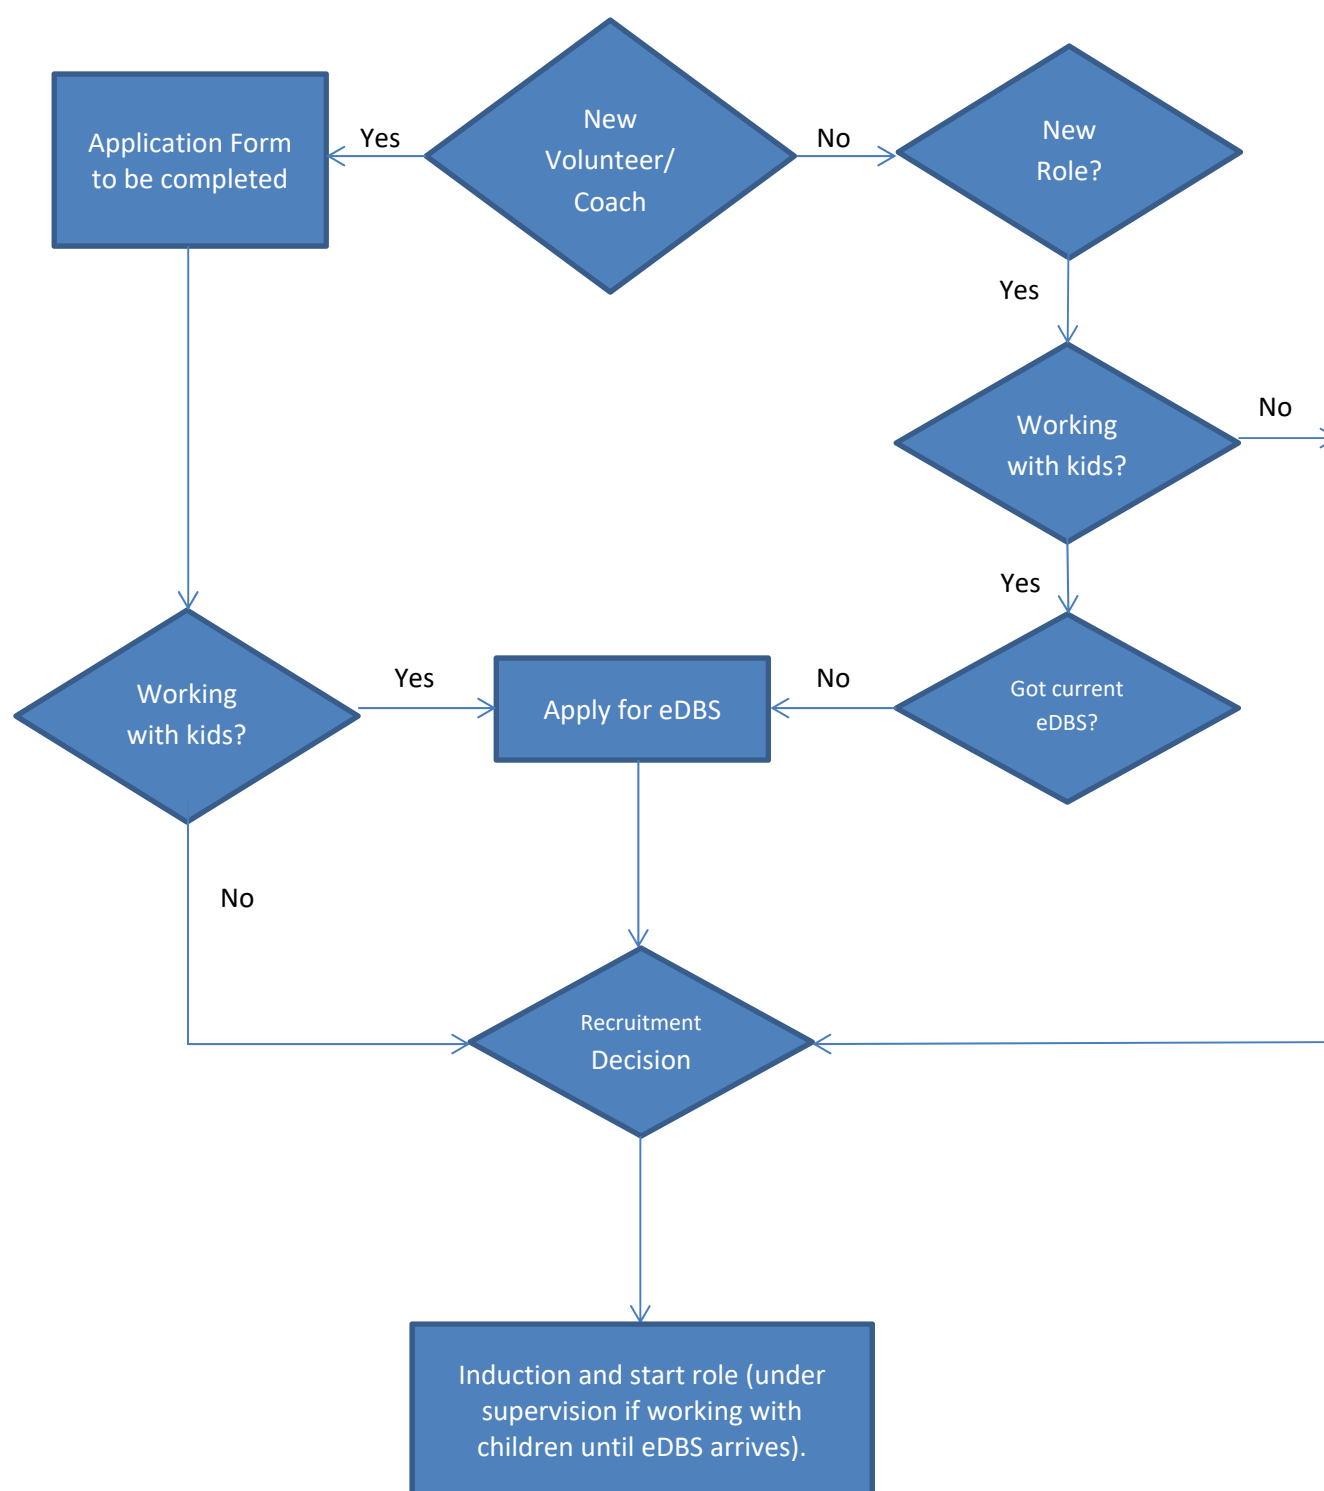 New
Volunteer/
Coach
Yes
No
Application Form
to be completed
New
Role?
Yes
Working
with kids?
No
Yes
Got current
eDBS?
No
Working
with kids?
Yes
Apply for eDBS
No
Recruitment
Decision
Induction and start role (under
supervision if working with
children until eDBS arrives).